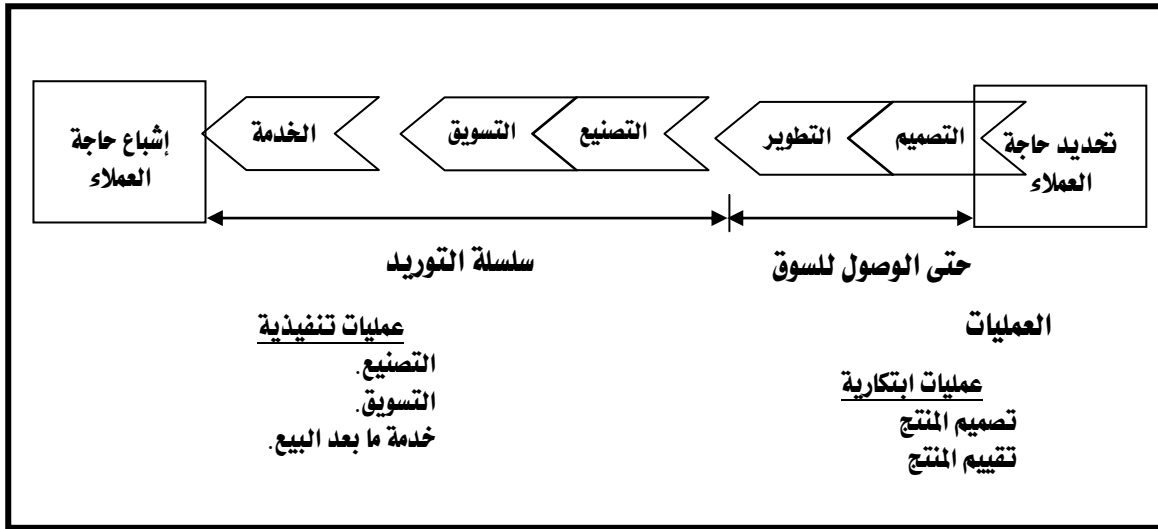 تحديد حاجة
العملاء
التصميم
التطوير
التصنيع
التسويق
الخدمة
إشباع حاجة
العملاء
حتى الوصول للسوق
سلسلة التوريد
العمليات
عمليات ابتكارية
تصميم المنتج
تقييم المنتج
عمليات تنفيذية
التصنيع.
التسويق.
خدمة ما بعد البيع.